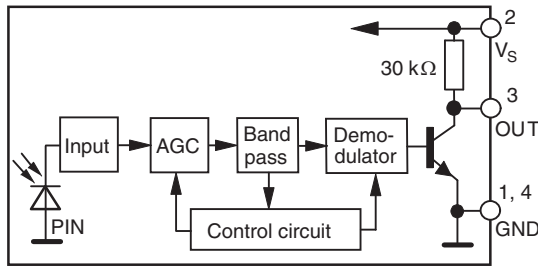 2
V_S
30 kΩ
3
OUT
Input
AGC
Band
pass
Demo-
dulator
PIN
Control circuit
1, 4
GND